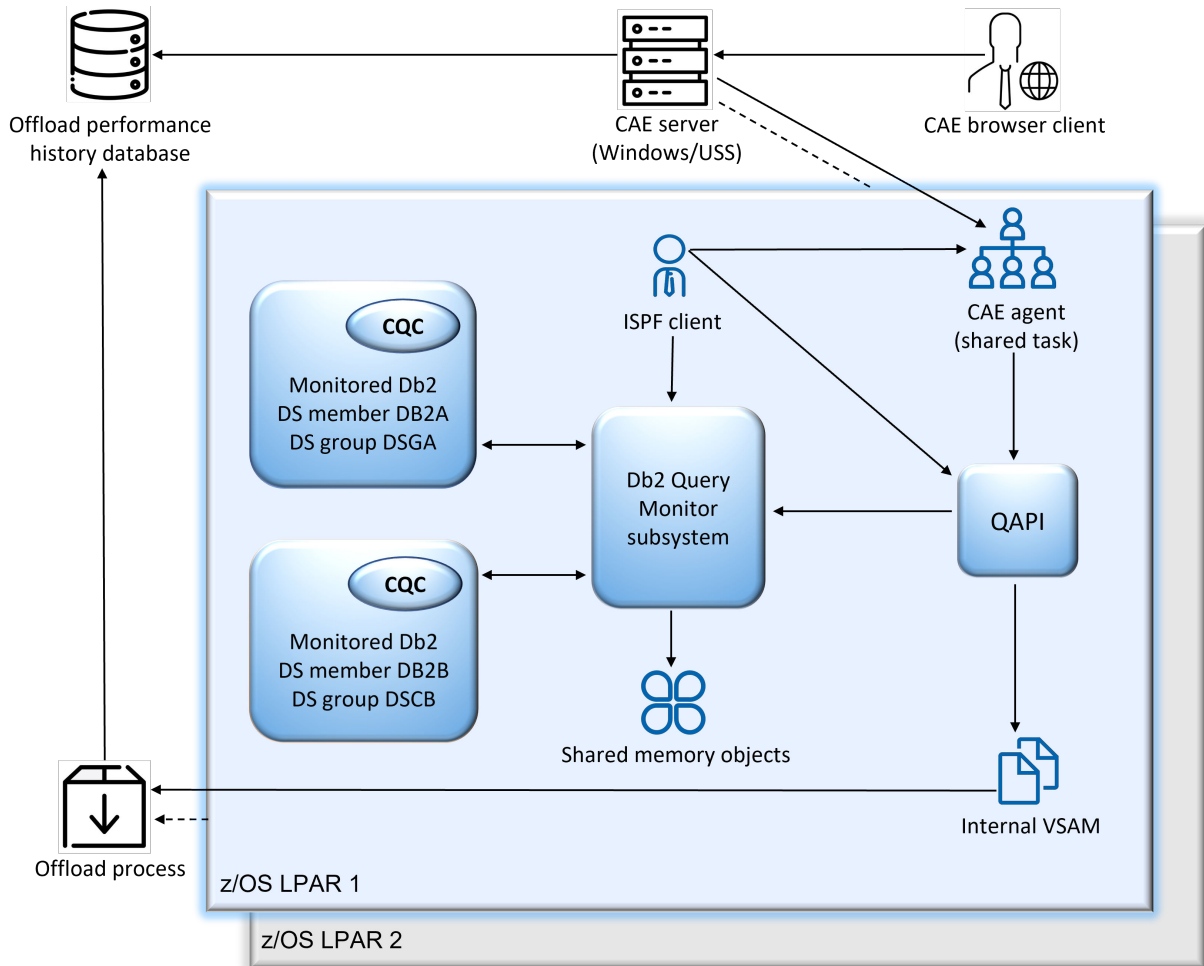 Offload performance
history database
CAE server
(Windows/USS)
CAE browser client
ISPF client
CAE agent
(shared task)
CQC
Monitored Db2
DS member DB2A
DS group DSGA
Db2 Query
Monitor
subsystem
QAPI
CQC
Monitored Db2
DS member DB2B
DS group DSCB
Shared memory objects
Internal VSAM
Offload process
z/OS LPAR 1
z/OS LPAR 2